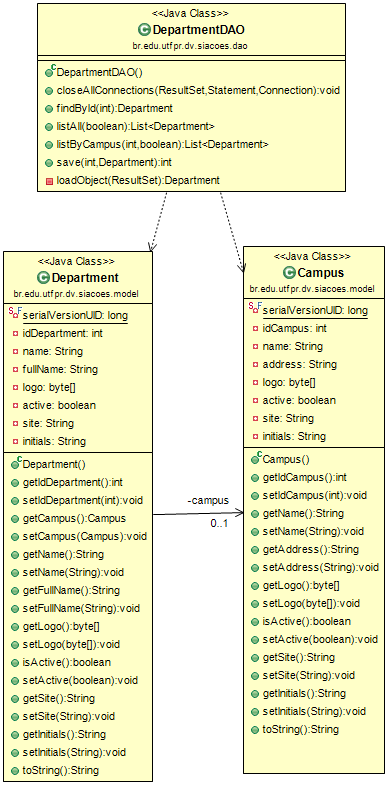 <<Java Class>>
DepartmentDAO
br.edu.utfpr.dv.siacoes.dao
DepartmentDAO()
closeAllConnections(ResultSet,Statement,Connection):void
findById(int):Department
listAll(boolean):List<Department>
listByCampus(int,boolean):List<Department>
save(int,Department):int
loadObject(ResultSet):Department
<<Java Class>>
Department
br.edu.utfpr.dv.siacoes.model
serialVersionUID: long
idDepartment: int
name: String
fullName: String
logo: byte[]
active: boolean
site: String
initials: String
Department()
getIdDepartment():int
setIdDepartment(int):void
getCampus():Campus
setCampus(Campus):void
getName():String
setName(String):void
getFullName():String
setFullName(String):void
getLogo():byte[]
setLogo(byte[]):void
isActive():boolean
setActive(boolean):void
getSite():String
setSite(String):void
getInitials():String
setInitials(String):void
toString():String
-campus
0..1
<<Java Class>>
Campus
br.edu.utfpr.dv.siacoes.model
serialVersionUID: long
idCampus: int
name: String
address: String
logo: byte[]
active: boolean
site: String
initials: String
Campus()
getIdCampus():int
setIdCampus(int):void
getName():String
setName(String):void
getAddress():String
setAddress(String):void
getLogo():byte[]
setLogo(byte[]):void
isActive():boolean
setActive(boolean):void
getSite():String
setSite(String):void
getInitials():String
setInitials(String):void
toString():String